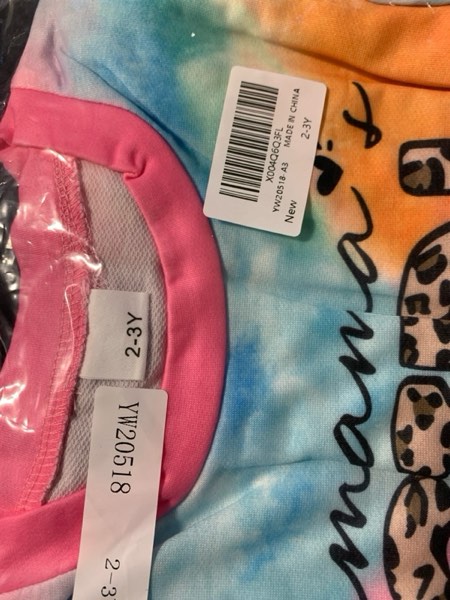 X004Q6Q3FL
YW20518-A3 MADE IN CHINA
New 2-3Y
mama's
2-3Y
YW20518